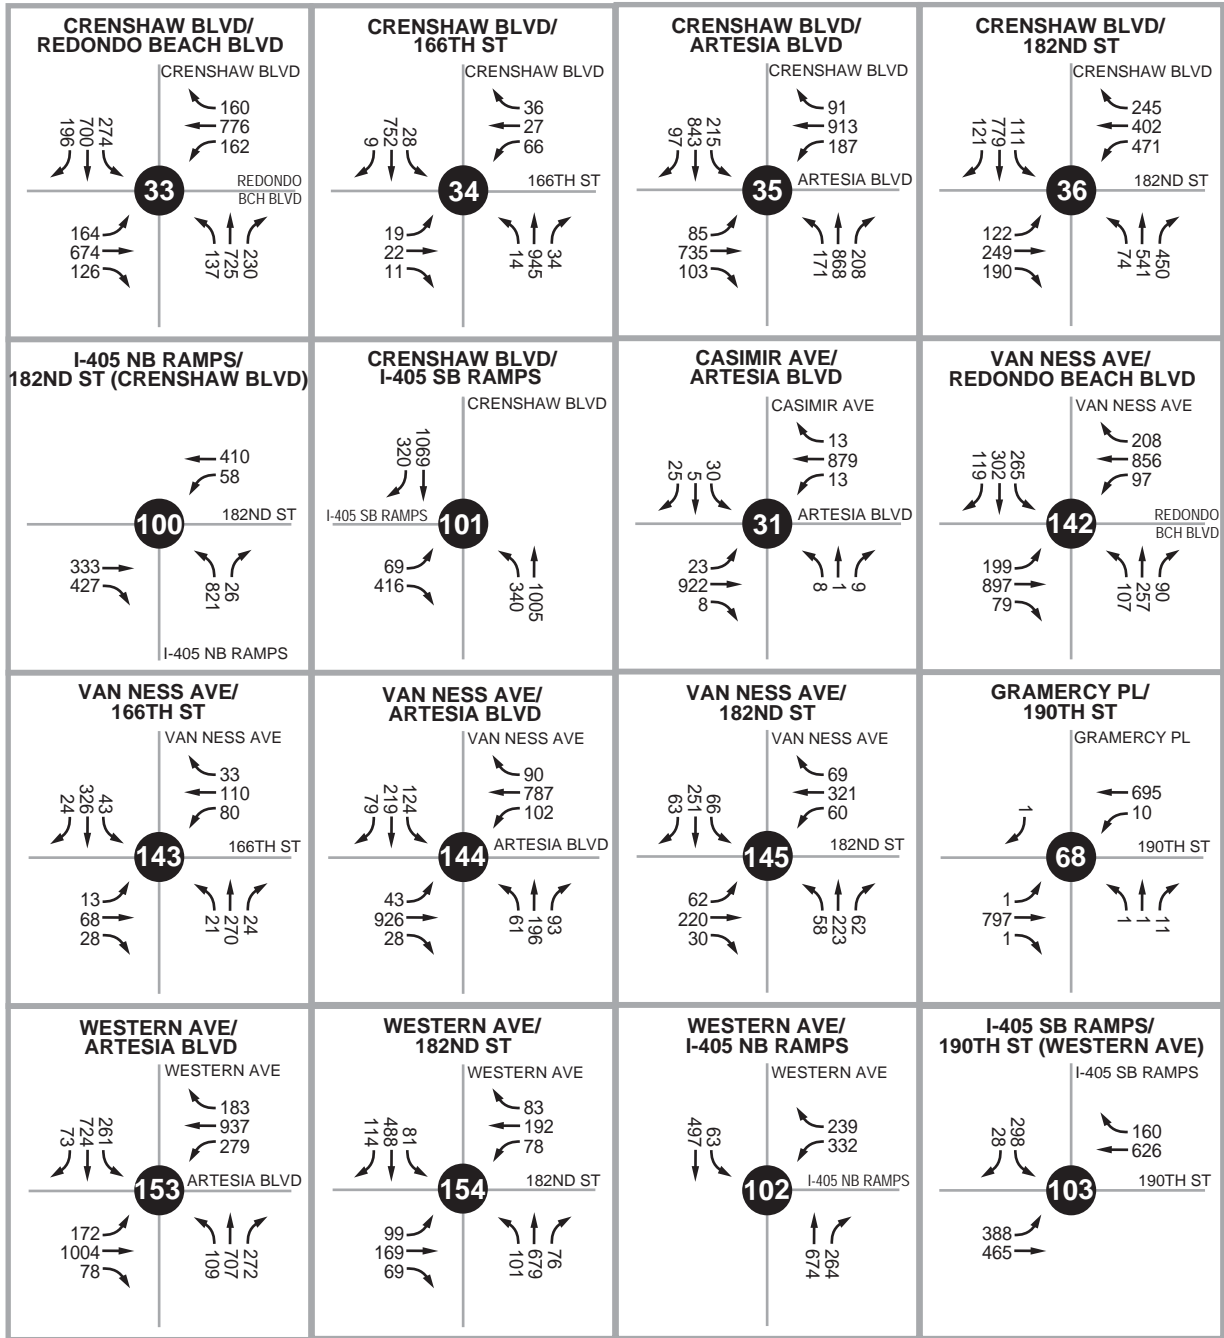 CRENSHAW BLVD/
REDONDO BEACH BLVD
CRENSHAW BLVD
160
776
162
196
700
274
33
REDONDO
BCH BLVD
164
674
126
137
725
230
CRENSHAW BLVD/
166TH ST
CRENSHAW BLVD
36
27
66
9
752
28
34
166TH ST
19
22
11
14
945
34
CRENSHAW BLVD/
ARTESIA BLVD
CRENSHAW BLVD
91
913
187
97
843
215
35
ARTESIA BLVD
85
735
103
171
868
208
CRENSHAW BLVD/
182ND ST
CRENSHAW BLVD
245
402
471
121
779
111
36
182ND ST
122
249
190
74
541
450
I-405 NB RAMPS/
182ND ST (CRENSHAW BLVD)
410
58
100
182ND ST
333
427
821
26
I-405 NB RAMPS
CRENSHAW BLVD/
I-405 SB RAMPS
CRENSHAW BLVD
320
1069
I-405 SB RAMPS
101
69
416
340
1005
CASIMIR AVE/
ARTESIA BLVD
CASIMIR AVE
13
879
13
25
5
30
31
ARTESIA BLVD
23
922
8
8
1
9
VAN NESS AVE/
REDONDO BEACH BLVD
VAN NESS AVE
208
856
97
119
302
265
142
REDONDO
BCH BLVD
199
897
79
107
257
90
VAN NESS AVE/
166TH ST
VAN NESS AVE
33
110
80
24
326
43
143
166TH ST
13
68
28
21
270
24
VAN NESS AVE/
ARTESIA BLVD
VAN NESS AVE
90
787
102
79
219
124
144
ARTESIA BLVD
43
926
28
61
196
93
VAN NESS AVE/
182ND ST
VAN NESS AVE
69
321
60
63
251
66
145
182ND ST
62
220
30
58
223
62
GRAMERCY PL/
190TH ST
GRAMERCY PL
695
10
1
68
190TH ST
1
797
1
1
1
11
WESTERN AVE/
ARTESIA BLVD
WESTERN AVE
183
937
279
73
724
261
153
ARTESIA BLVD
172
1004
78
109
707
272
WESTERN AVE/
182ND ST
WESTERN AVE
83
192
78
114
488
81
154
182ND ST
99
169
69
101
679
76
WESTERN AVE/
I-405 NB RAMPS
WESTERN AVE
239
332
497
63
102
I-405 NB RAMPS
674
264
I-405 SB RAMPS/
190TH ST (WESTERN AVE)
I-405 SB RAMPS
160
626
28
298
103
190TH ST
388
465